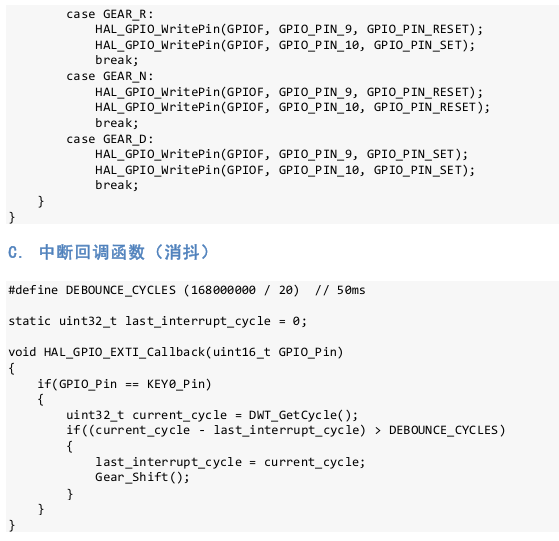 case GEAR_R:
            HAL_GPIO_WritePin(GPIOF, GPIO_PIN_9, GPIO_PIN_RESET);
            HAL_GPIO_WritePin(GPIOF, GPIO_PIN_10, GPIO_PIN_SET);
            break;
        case GEAR_N:
            HAL_GPIO_WritePin(GPIOF, GPIO_PIN_9, GPIO_PIN_RESET);
            HAL_GPIO_WritePin(GPIOF, GPIO_PIN_10, GPIO_PIN_RESET);
            break;
        case GEAR_D:
            HAL_GPIO_WritePin(GPIOF, GPIO_PIN_9, GPIO_PIN_SET);
            HAL_GPIO_WritePin(GPIOF, GPIO_PIN_10, GPIO_PIN_SET);
            break;
    }
}
C. 中断回调函数（消抖）
#define DEBOUNCE_CYCLES (168000000 / 20)  // 50ms
static uint32_t last_interrupt_cycle = 0;
void HAL_GPIO_EXTI_Callback(uint16_t GPIO_Pin)
{
    if(GPIO_Pin == KEY0_Pin)
    {
        uint32_t current_cycle = DWT_GetCycle();
        if((current_cycle - last_interrupt_cycle) > DEBOUNCE_CYCLES)
        {
            last_interrupt_cycle = current_cycle;
            Gear_Shift();
        }
    }
}